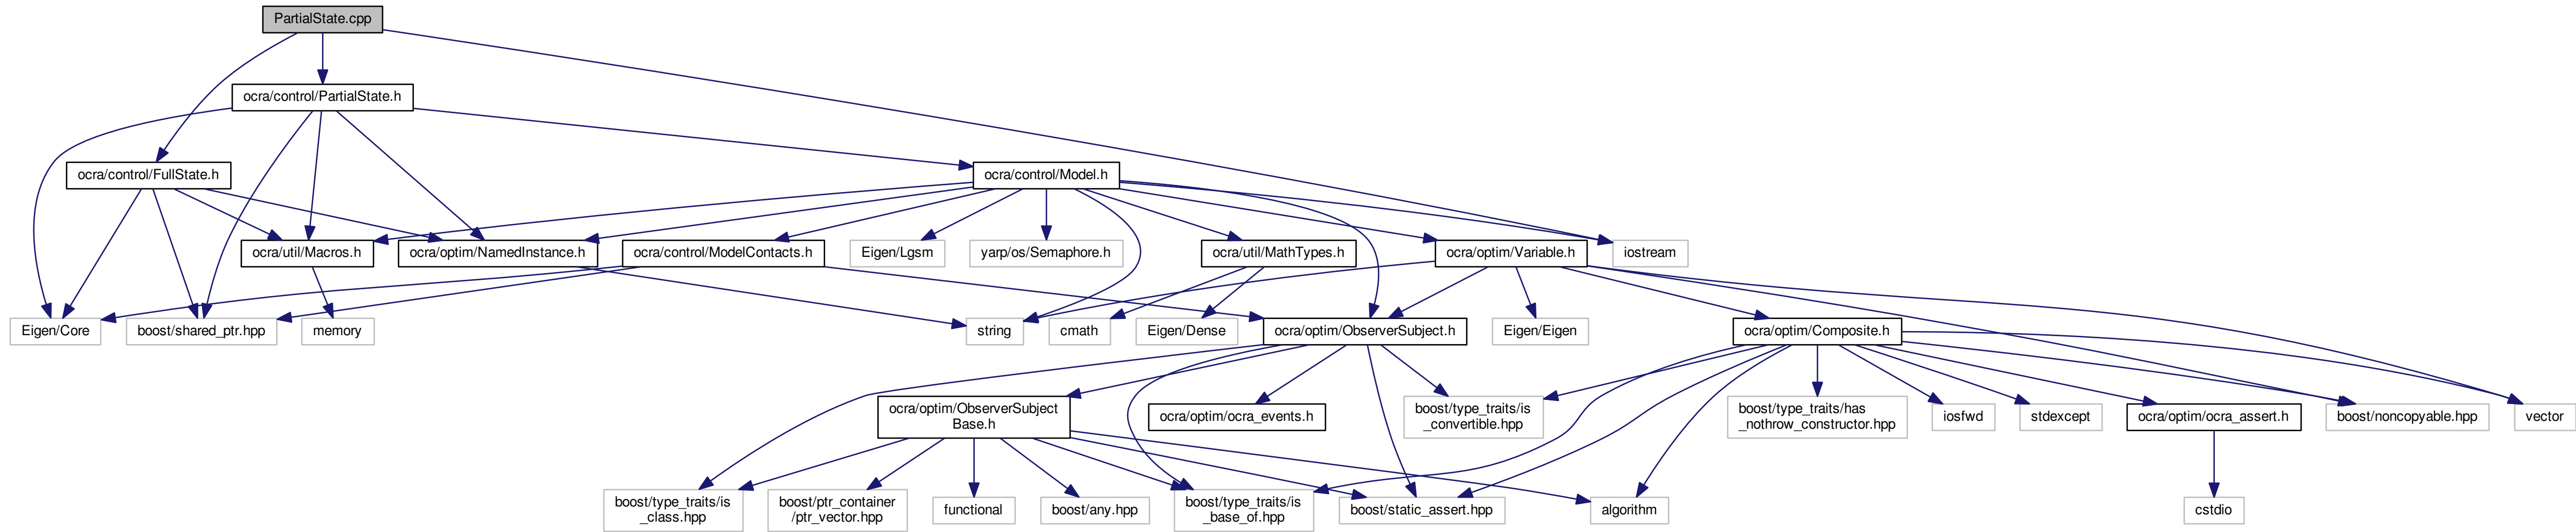 PartialState.cpp
ocra/control/PartialState.h
ocra/control/FullState.h
ocra/control/Model.h
ocra/util/Macros.h
ocra/optim/NamedInstance.h
ocra/control/ModelContacts.h
Eigen/Lgsm
yarp/os/Semaphore.h
ocra/util/MathTypes.h
ocra/optim/Variable.h
iostream
Eigen/Core
boost/shared_ptr.hpp
memory
string
cmath
Eigen/Dense
ocra/optim/ObserverSubject.h
Eigen/Eigen
ocra/optim/Composite.h
ocra/optim/ObserverSubject
Base.h
ocra/optim/ocra_events.h
boost/type_traits/is
_convertible.hpp
boost/type_traits/has
_nothrow_constructor.hpp
iosfwd
stdexcept
ocra/optim/ocra_assert.h
boost/noncopyable.hpp
vector
boost/type_traits/is
_class.hpp
boost/ptr_container
/ptr_vector.hpp
functional
boost/any.hpp
boost/type_traits/is
_base_of.hpp
boost/static_assert.hpp
algorithm
cstdio